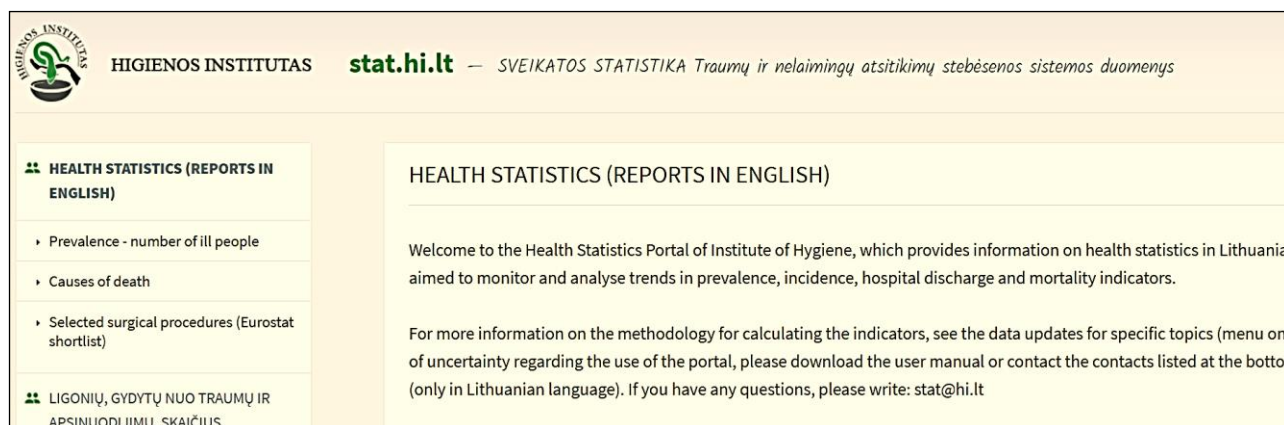 HIGIENOS INSTITUTAS
HIGIENOS INSTITUTAS stat.hi.lt – SVEIKATOS STATISTIKA Traumų ir nelaimingų atsitikimų stebėsenos sistemos duomenys
HEALTH STATISTICS (REPORTS IN
ENGLISH)
Prevalence - number of ill people
Causes of death
Selected surgical procedures (Eurostat
shortlist)
LIGONIŲ, GYDYTŲ NUO TRAUMŲ IR
APSINUODIJIMŲ, SKAIČIUS
HEALTH STATISTICS (REPORTS IN ENGLISH)
Welcome to the Health Statistics Portal of Institute of Hygiene, which provides information on health statistics in Lithuania
aimed to monitor and analyse trends in prevalence, incidence, hospital discharge and mortality indicators.
For more information on the methodology for calculating the indicators, see the data updates for specific topics (menu on
of uncertainty regarding the use of the portal, please download the user manual or contact the contacts listed at the botto
(only in Lithuanian language). If you have any questions, please write: stat@hi.lt